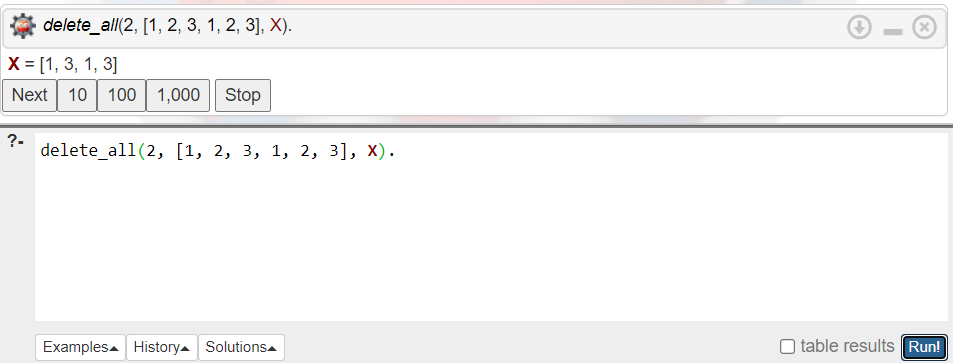 delete_all(2, [1, 2, 3, 1, 2, 3], X).
X = [1, 3, 1, 3]
Next 10 100 1,000 Stop
?- delete_all(2, [1, 2, 3, 1, 2, 3], X).
Examples▴ History▴ Solutions▴ table results Run!